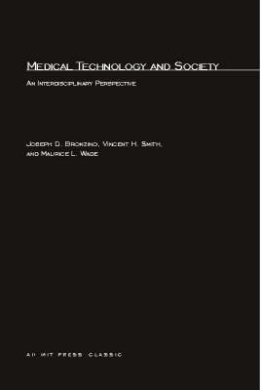 MEDICAL TECHNOLOGY AND SOCIETY
AN INTERDISCIPLINARY PERSPECTIVE
JOSEPH D. BRONZINO, VINCENT H. SMITH,
AND MAURICE L. WADE
AN MIT PRESS CLASSIC